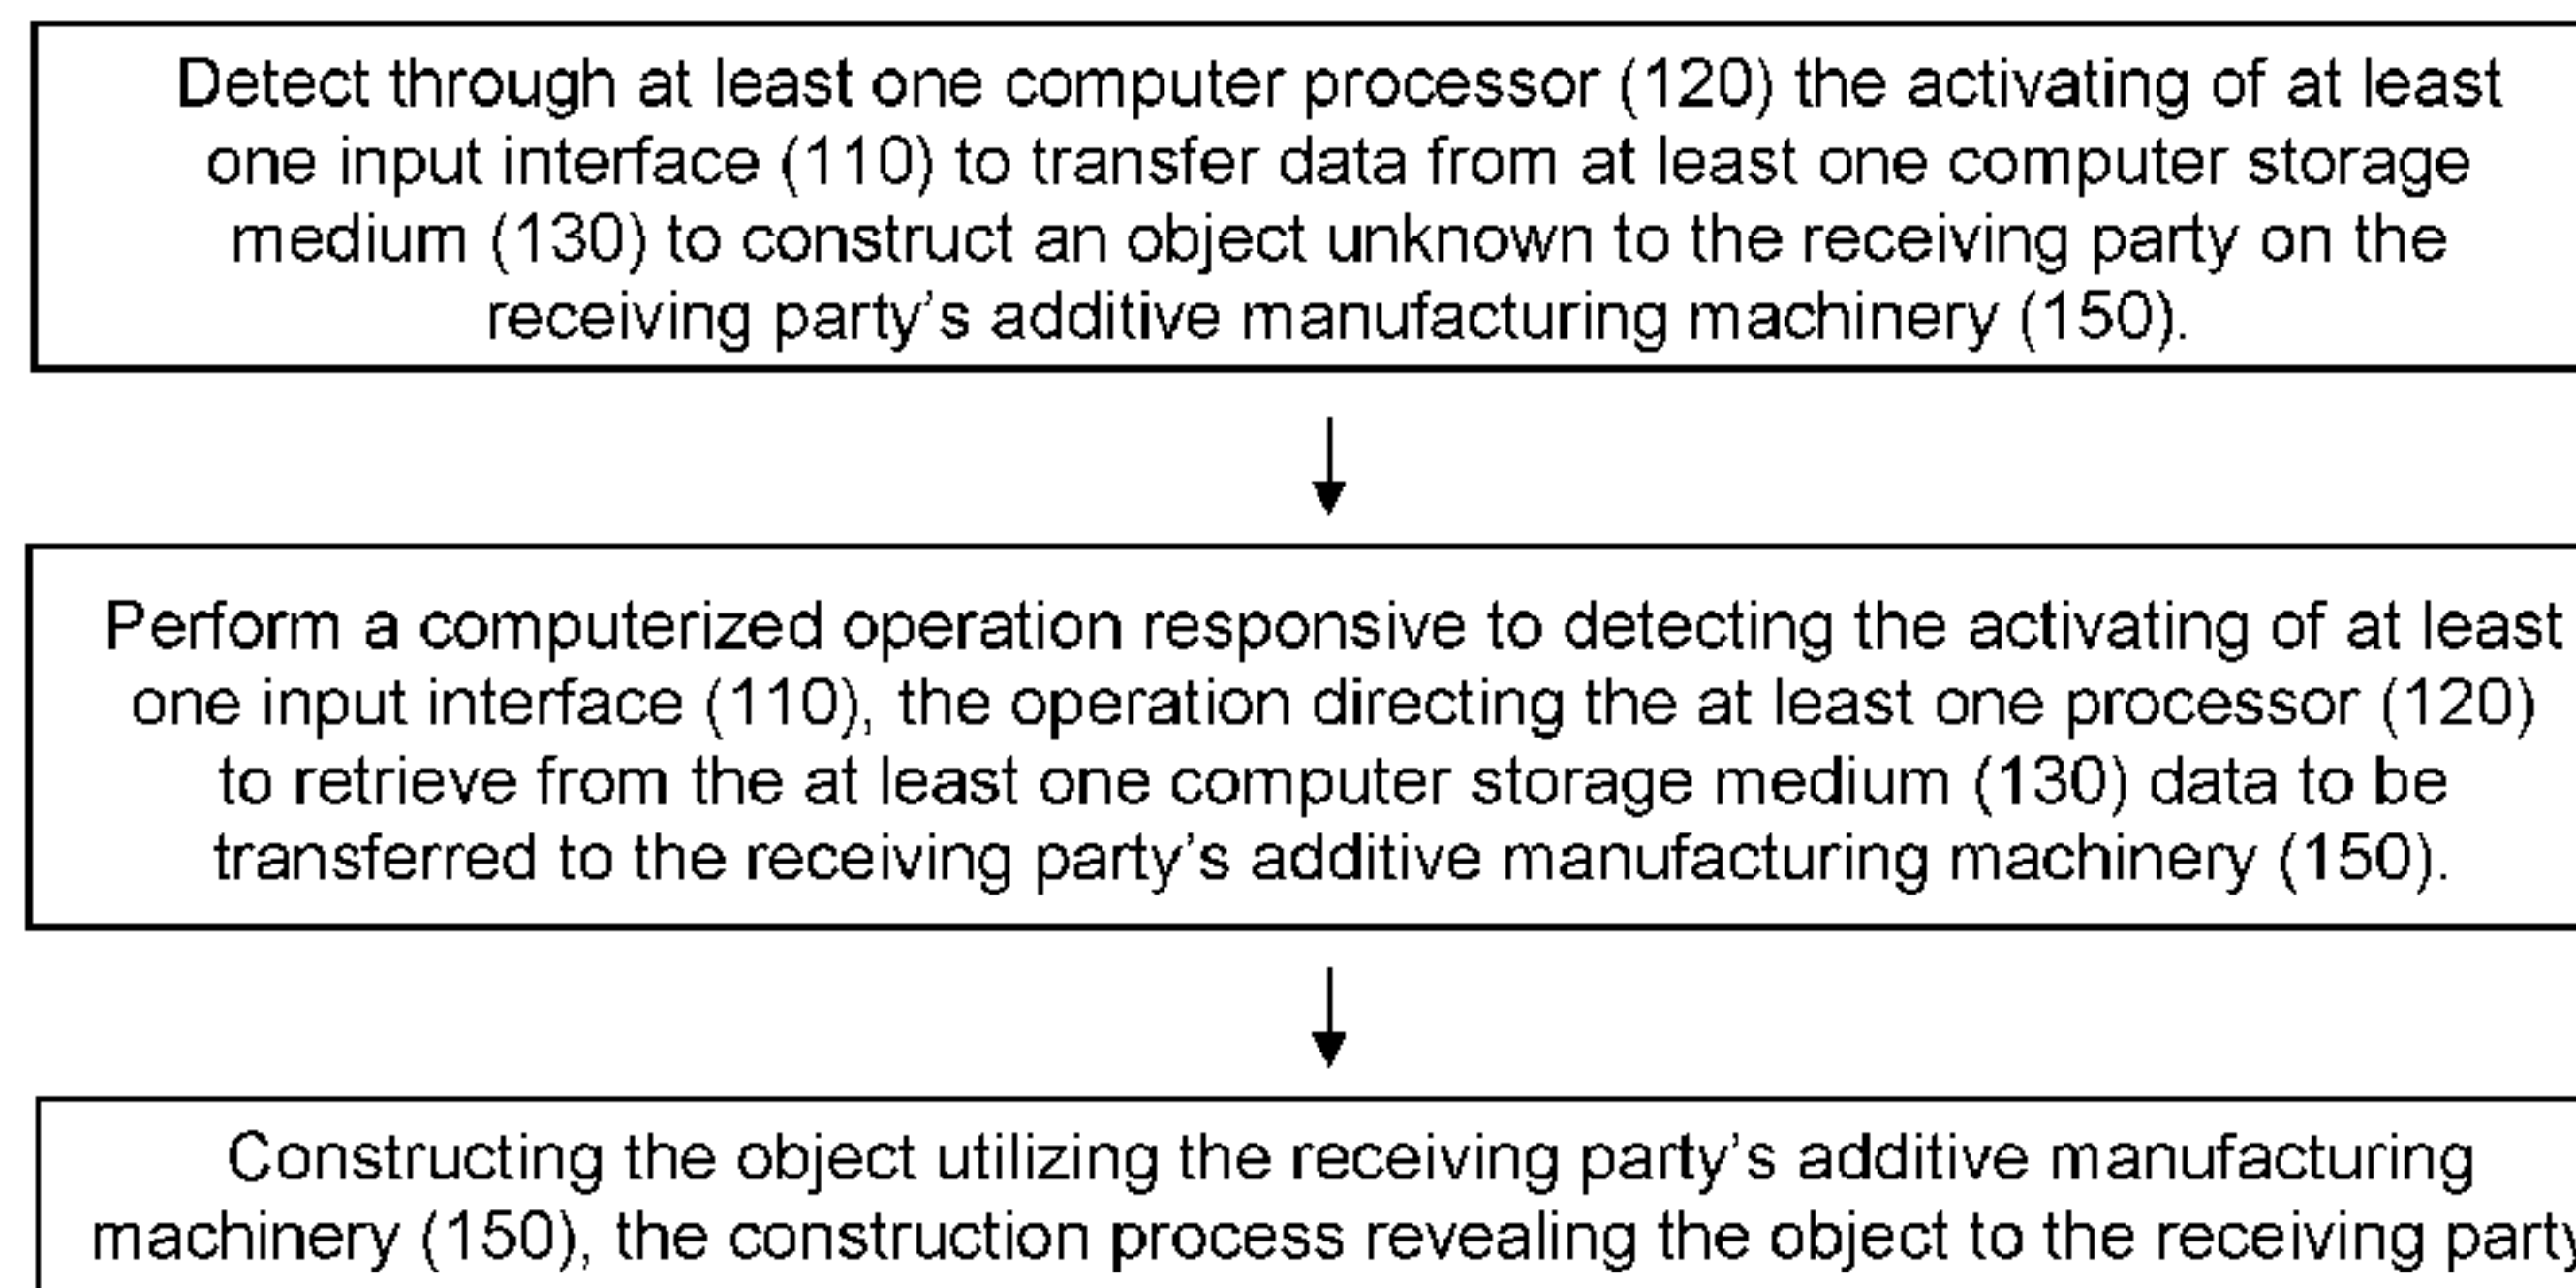 Detect through at least one computer processor (120) the activating of at least
one input interface (110) to transfer data from at least one computer storage
medium (130) to construct an object unknown to the receiving party on the
receiving party’s additive manufacturing machinery (150).
Perform a computerized operation responsive to detecting the activating of at least
one input interface (110), the operation directing the at least one processor (120)
to retrieve from the at least one computer storage medium (130) data to be
transferred to the receiving party’s additive manufacturing machinery (150).
Constructing the object utilizing the receiving party’s additive manufacturing
machinery (150), the construction process revealing the object to the receiving party